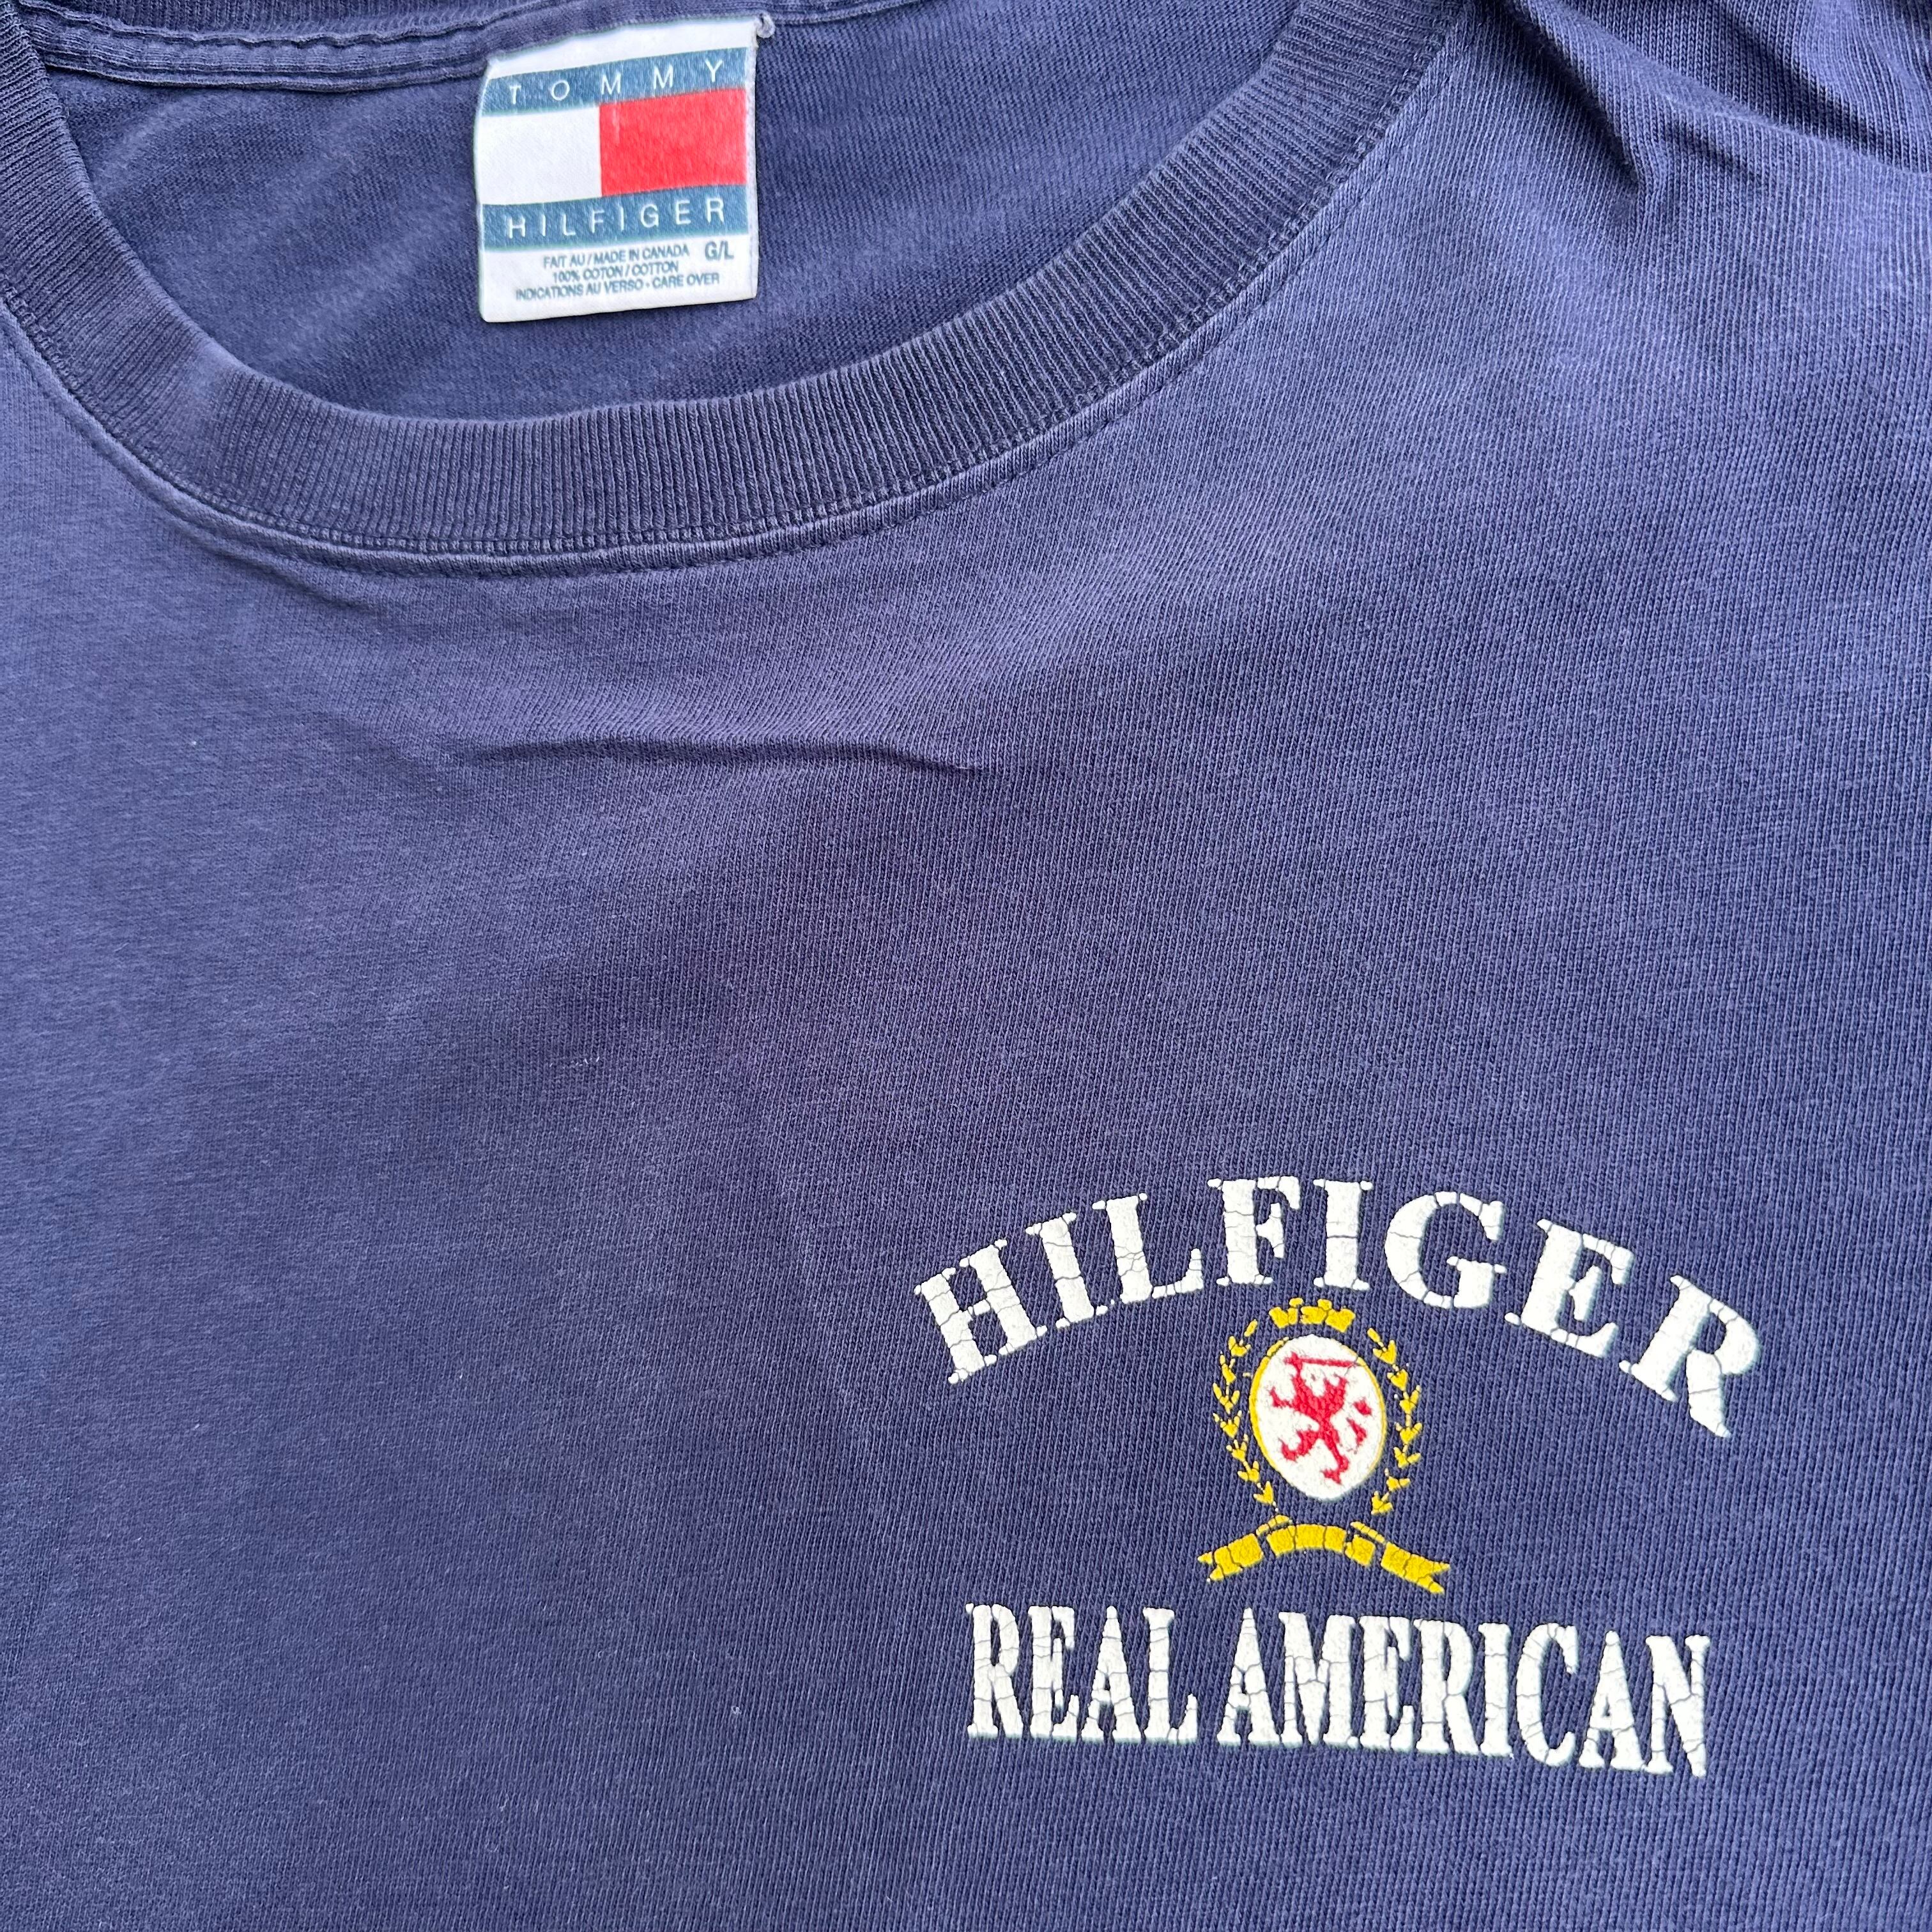 TOMMY
HILFIGER
FAIT AU / MADE IN CANADA G/L
100% COTON / COTTON
INDICATIONS AU VERSO - CARE OVER
HILFIGER
REAL AMERICAN